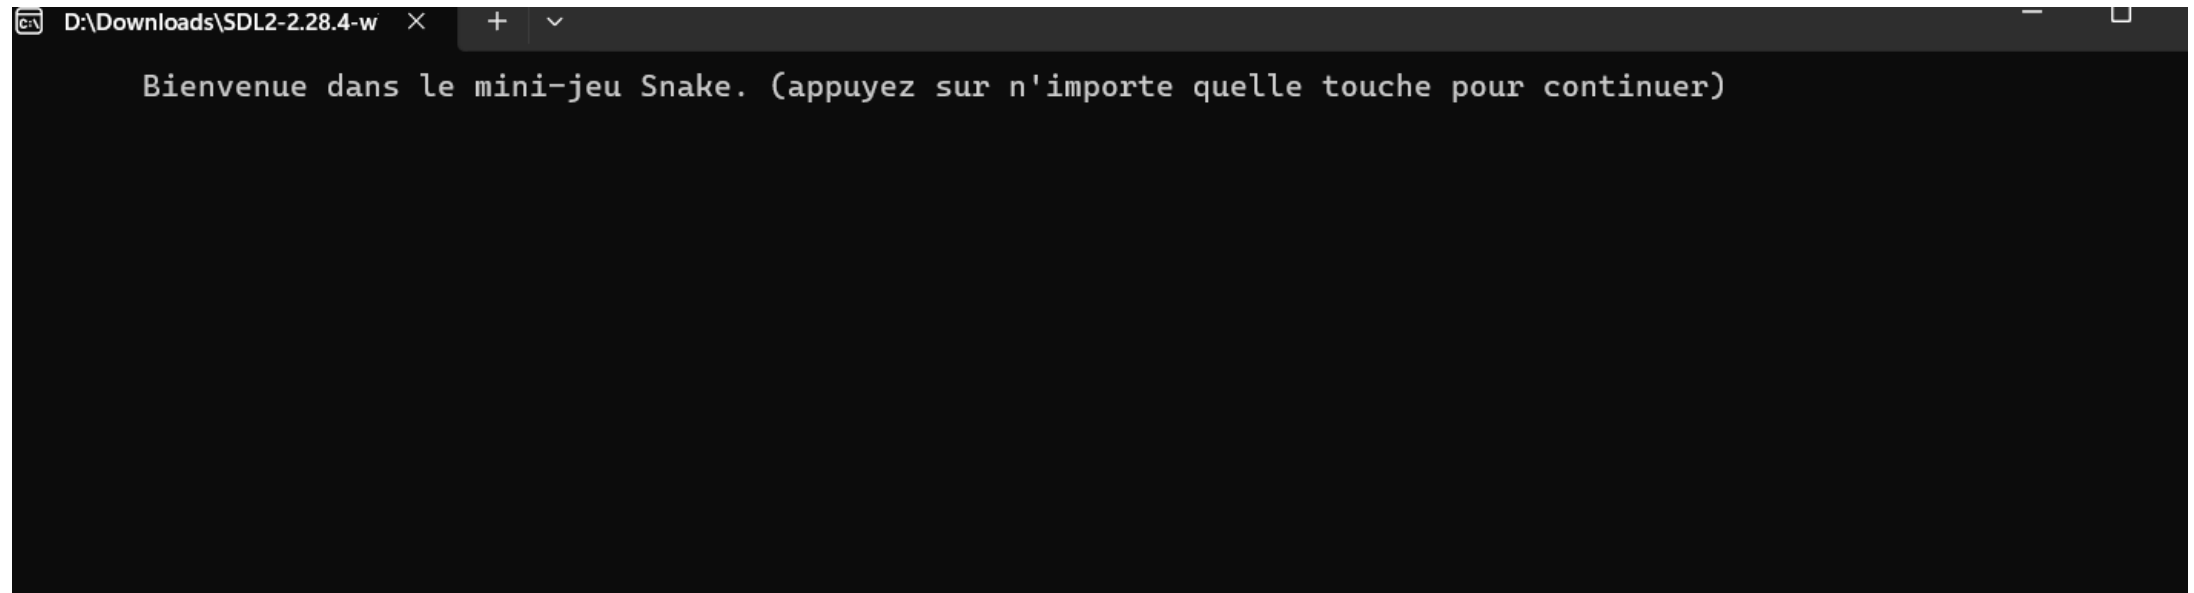 D:\Downloads\SDL2-2.28.4-w
Bienvenue dans le mini-jeu Snake. (appuyez sur n'importe quelle touche pour continuer)